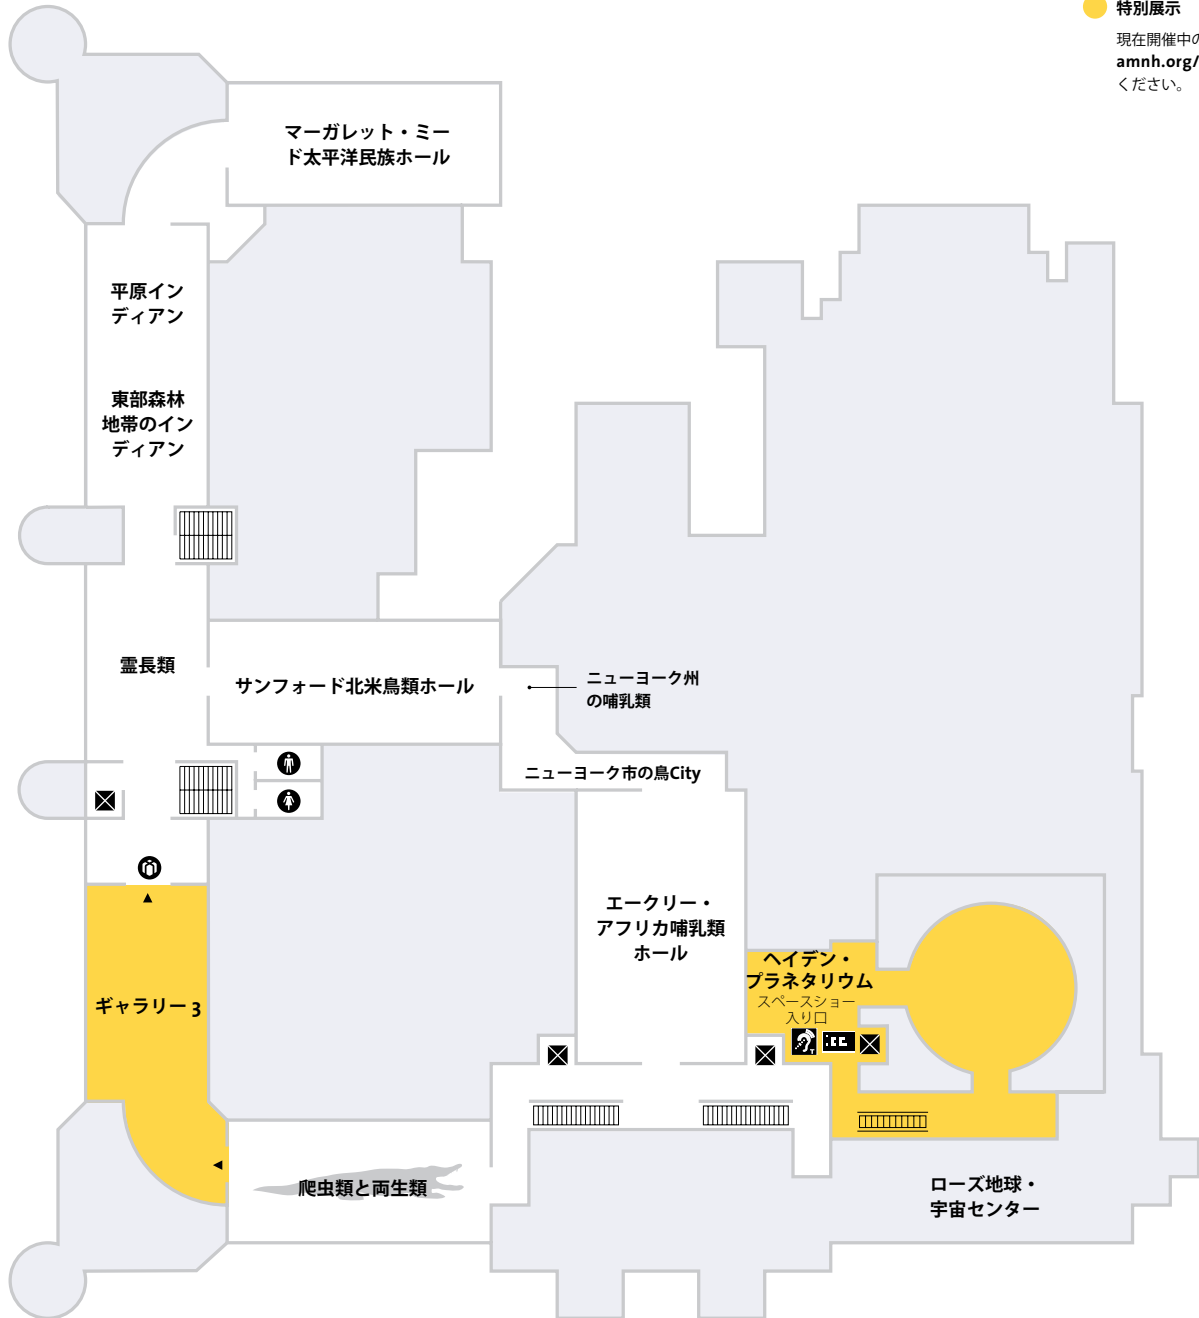 特別展示
現在開催中の
amnh.org/
ください。
マーガレット・ミー
ド太平洋民族ホール
平原イン
ディアン
東部森林
地帯のイン
ディアン
霊長類
サンフォード北米鳥類ホール
ニューヨーク州
の哺乳類
ニューヨーク市の鳥City
エークリー・
アフリカ哺乳類
ホール
ヘイデン・
プラネタリウム
スペースショー
入り口
T
CC
ギャラリー 3
爬虫類と両生類
ローズ地球・
宇宙センター